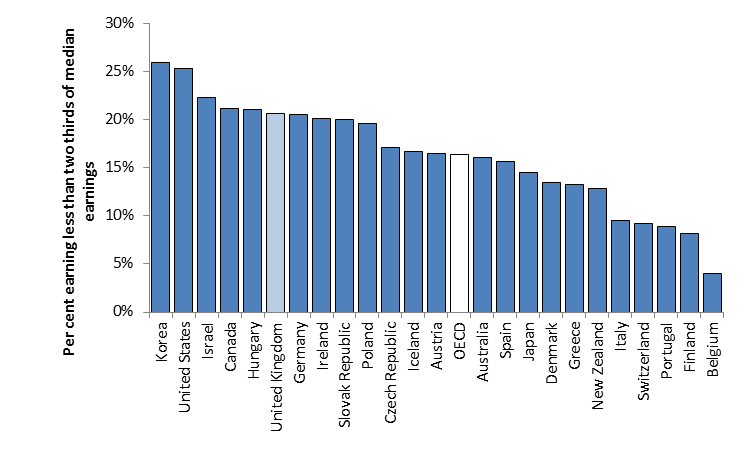 Per cent earning less than two thirds of median
earnings
30%
25%
20%
15%
10%
5%
0%
Korea
United States
Israel
Canada
Hungary
United Kingdom
Germany
Ireland
Slovak Republic
Poland
Czech Republic
Iceland
Austria
OECD
Australia
Spain
Japan
Denmark
Greece
New Zealand
Italy
Switzerland
Portugal
Finland
Belgium